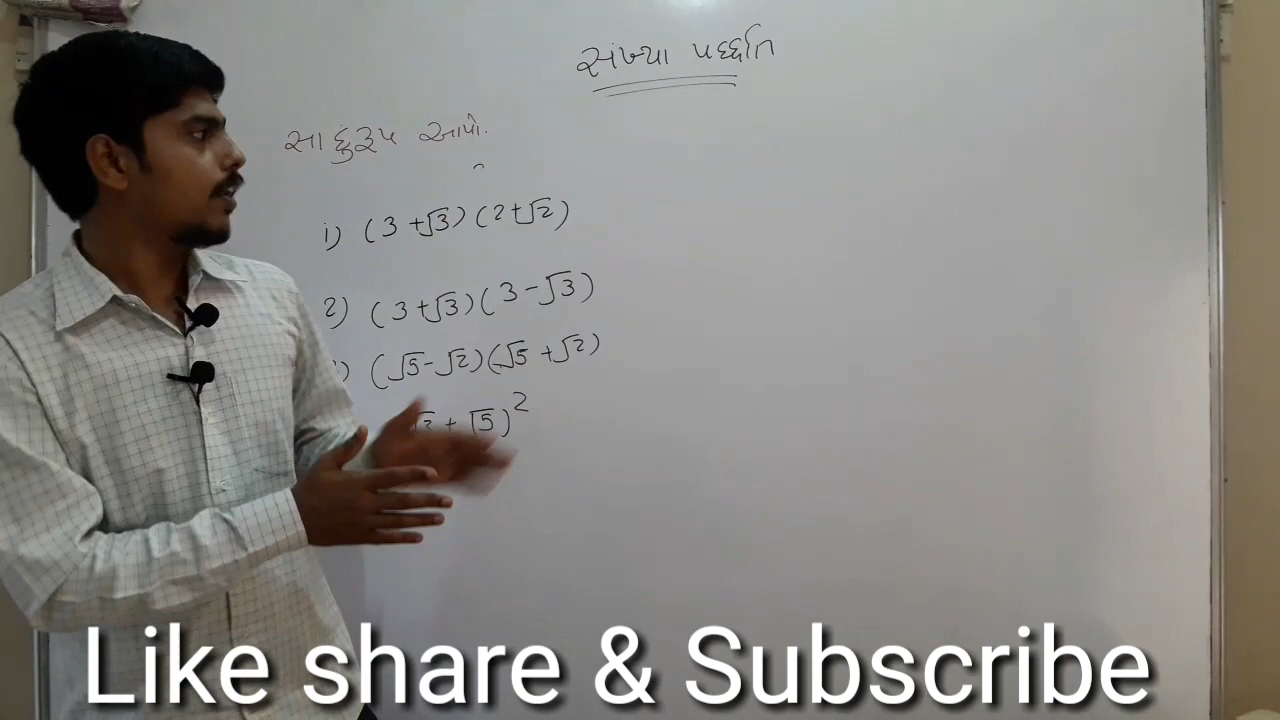 સંખ્યા પદ્ધતિ
સાદુંરૂપ આપો.
i) (3 + √3) (2 + √2)
2) (3 + √3) (3 - √3)
) (√5 - √2) (√5 + √2)
+ √5)²
Like share & Subscribe